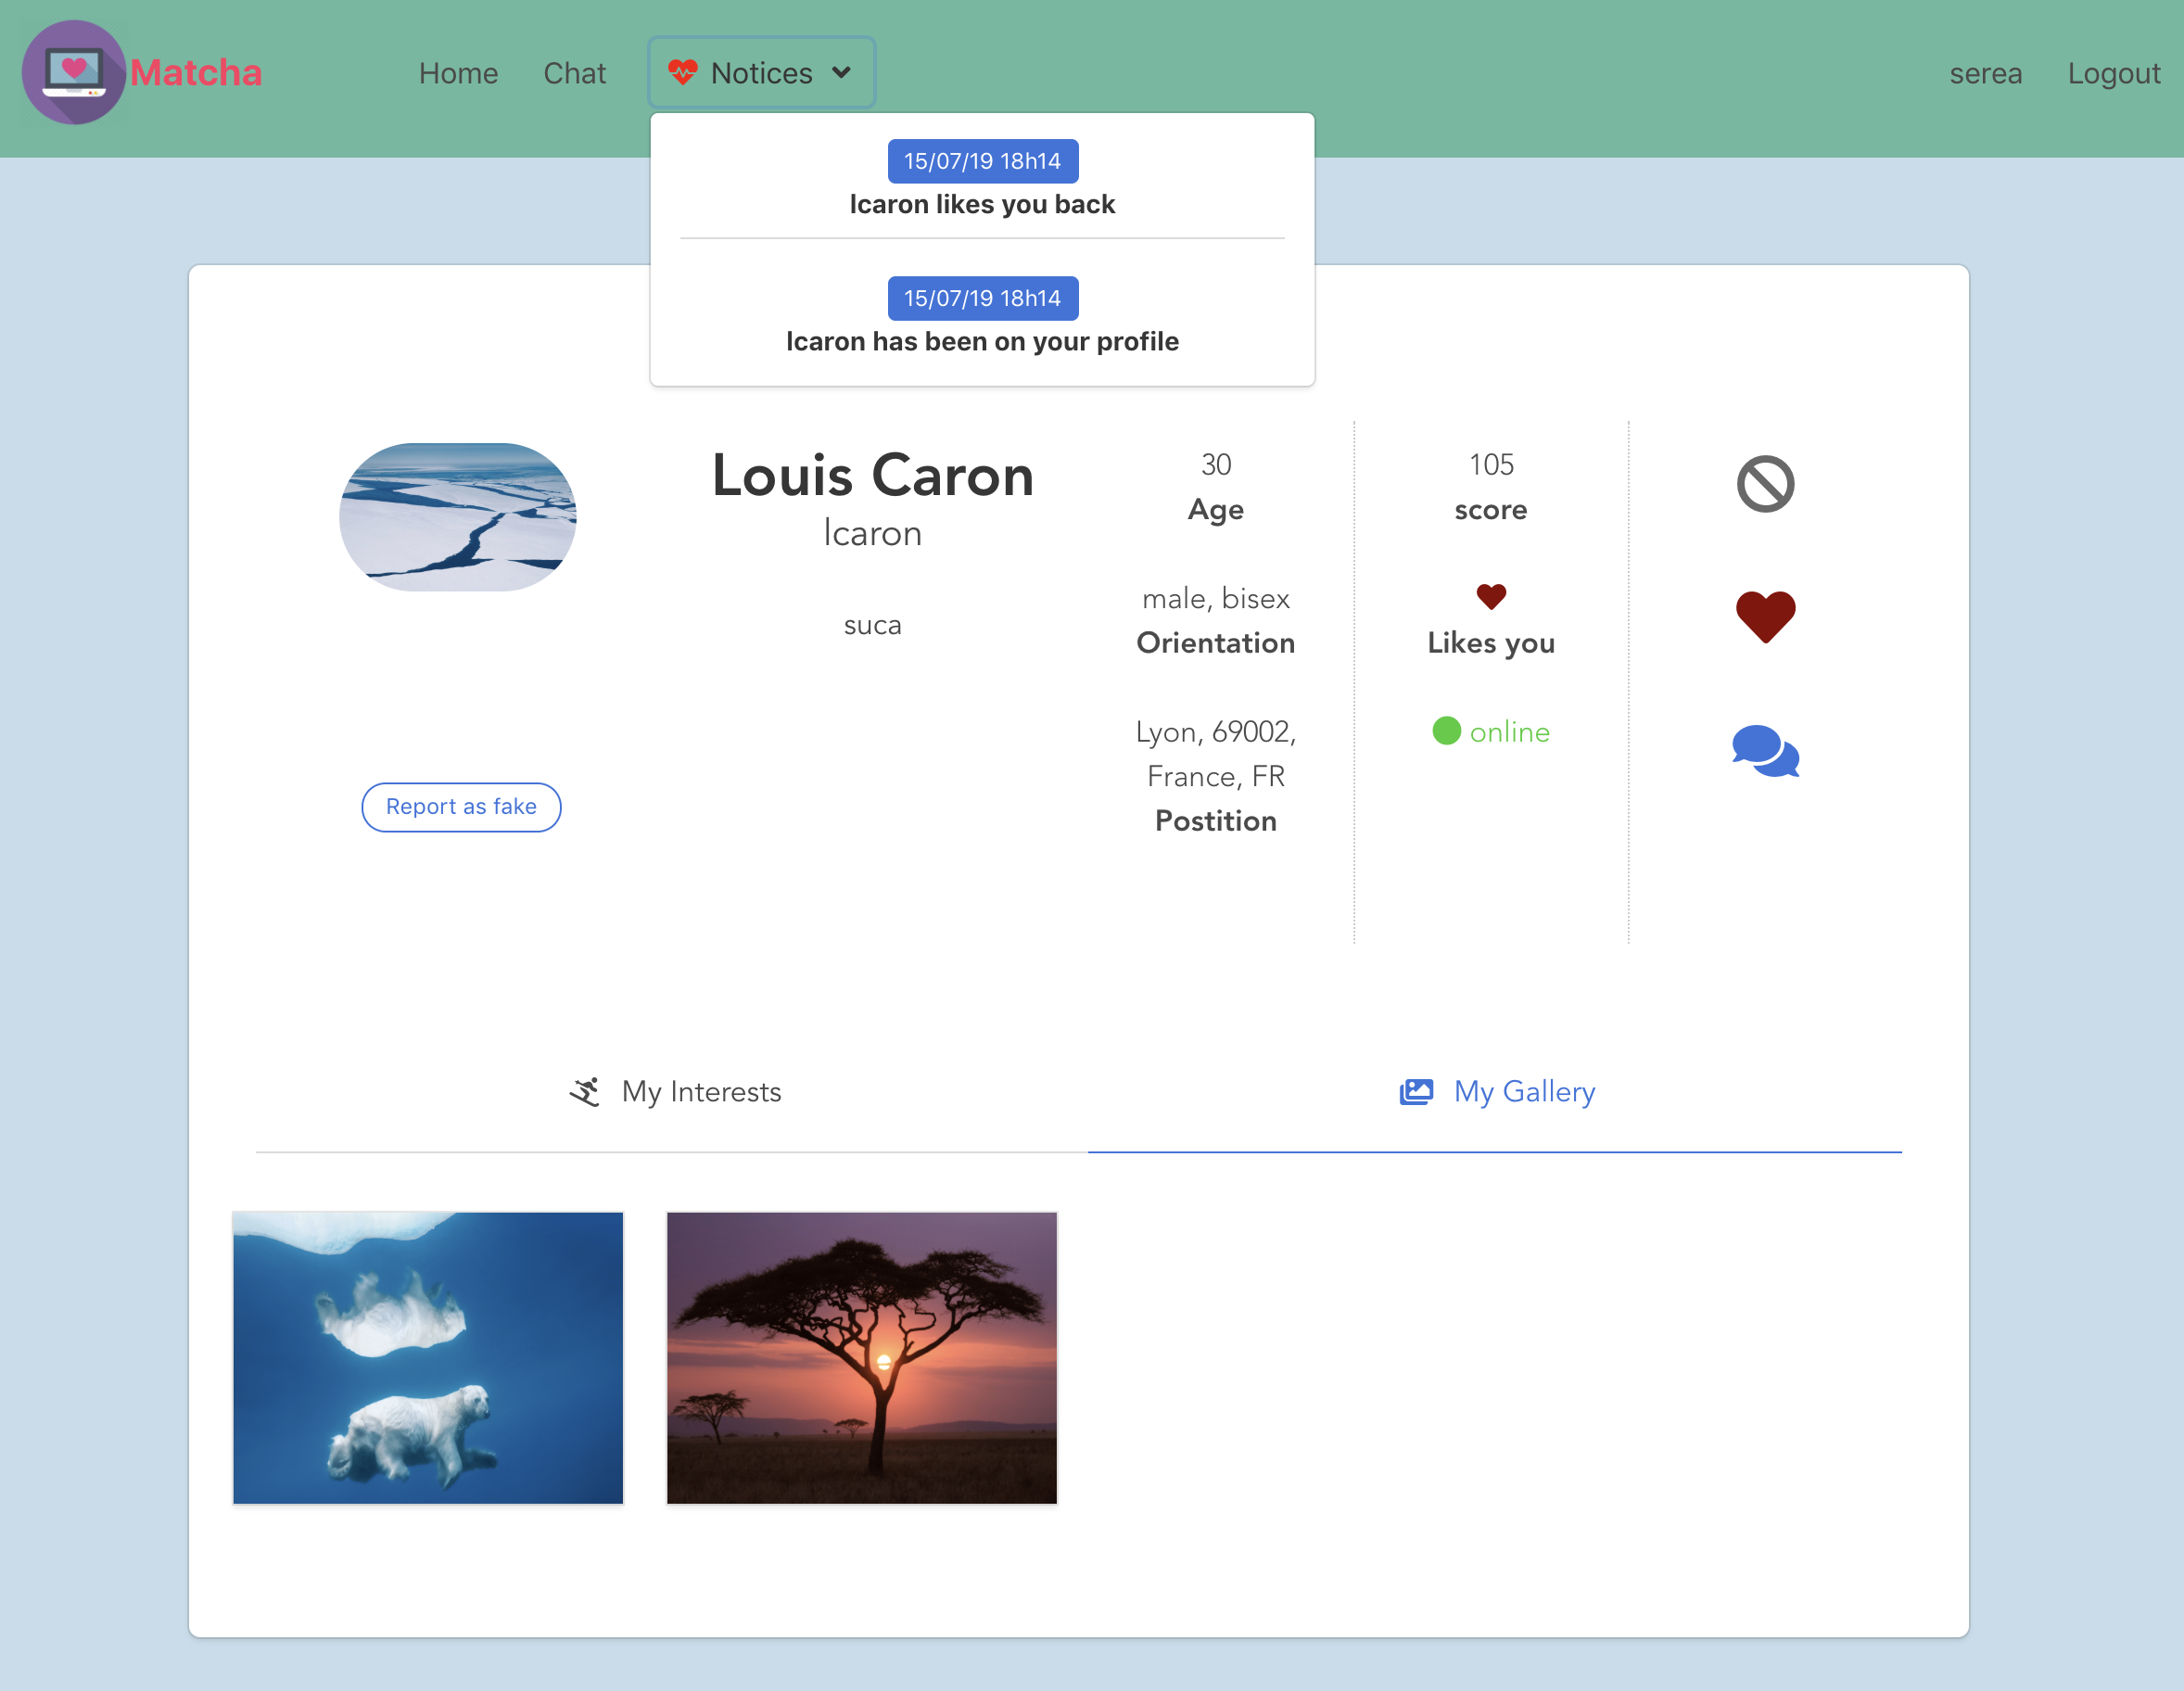 Matcha
Home
Chat
Notices
serea
Logout
15/07/19 18h14
lcaron likes you back
15/07/19 18h14
lcaron has been on your profile
Louis Caron
lcaron
suca
Report as fake
30
Age
male, bisex
Orientation
Lyon, 69002,
France, FR
Postition
105
score
Likes you
online
My Interests
My Gallery